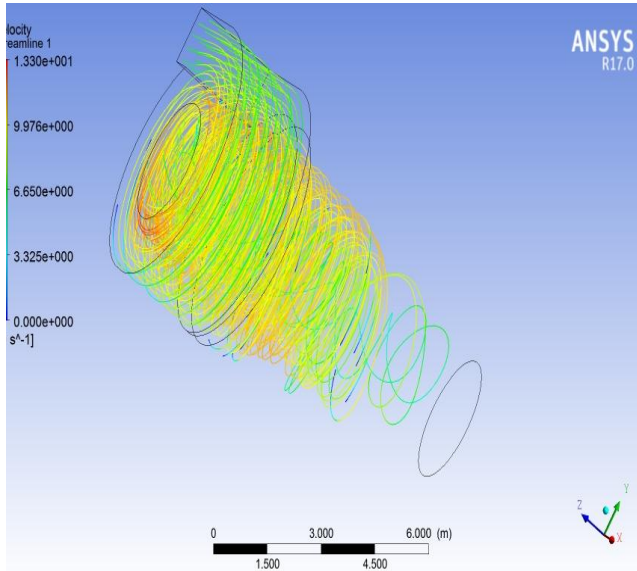 locity
reamline 1
1.330e+001
9.976e+000
6.650e+000
3.325e+000
0.000e+000
s^-1]
ANSYS
R17.0
Z
Y
X
0
3.000
6.000
(m)
1.500
4.500